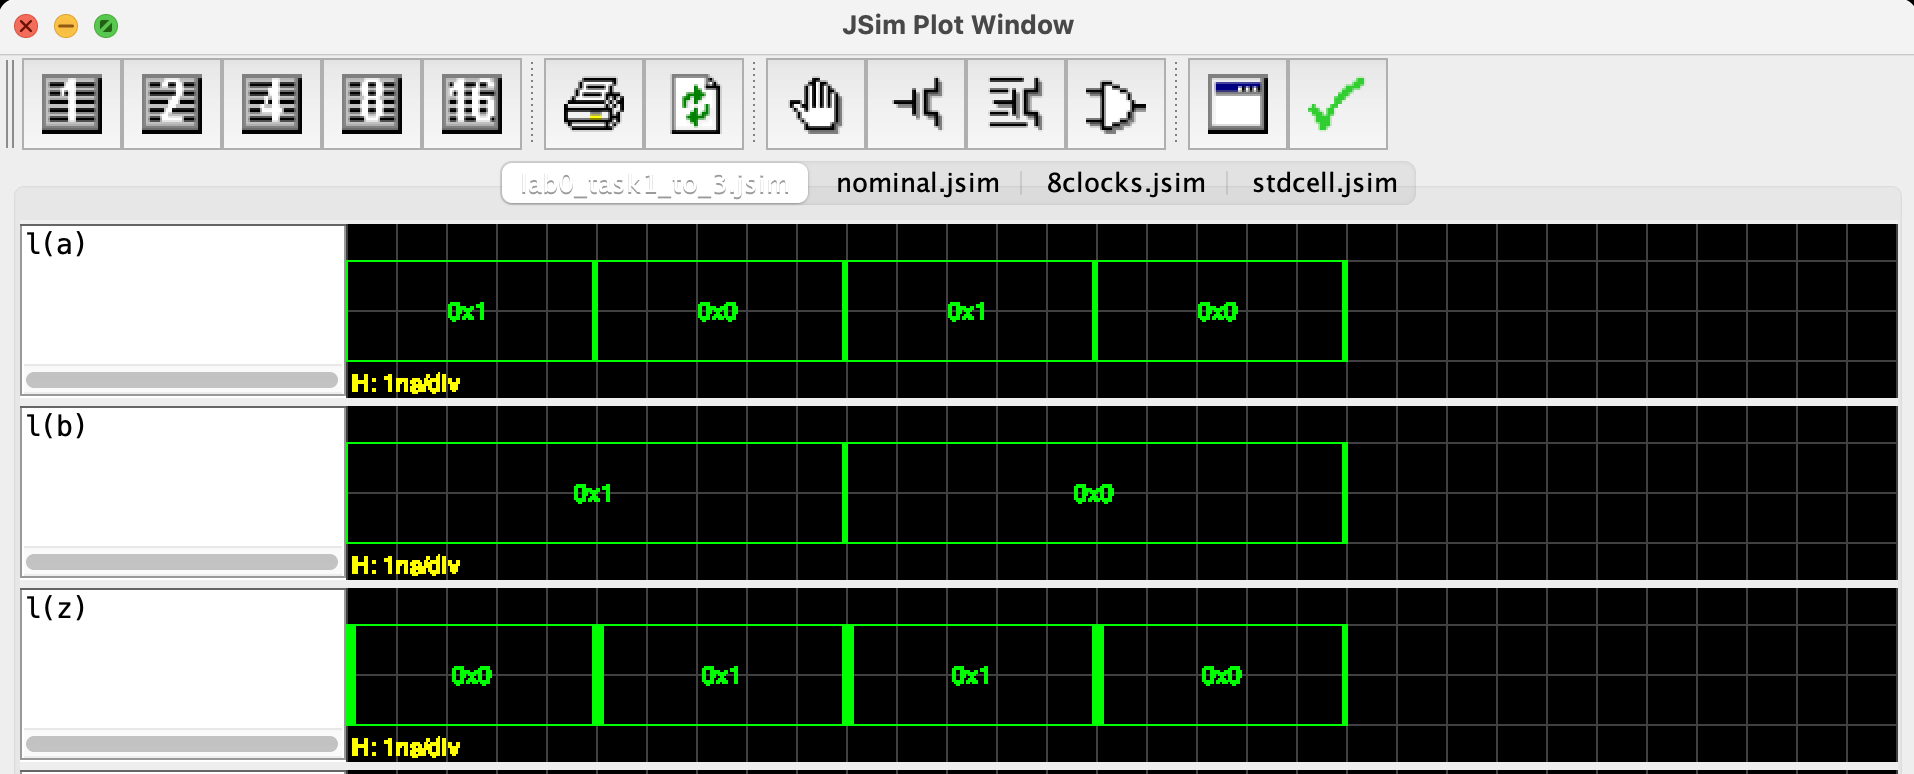 JSim Plot Window
1 2 4 8 16
lab0_task1_to_3.jsim nominal.jsim 8clocks.jsim stdcell.jsim
l(a)
0x1 0x0 0x1 0x0
H: 1ns/div
l(b)
0x1 0x0
H: 1ns/div
l(z)
0x0 0x1 0x1 0x0
H: 1ns/div